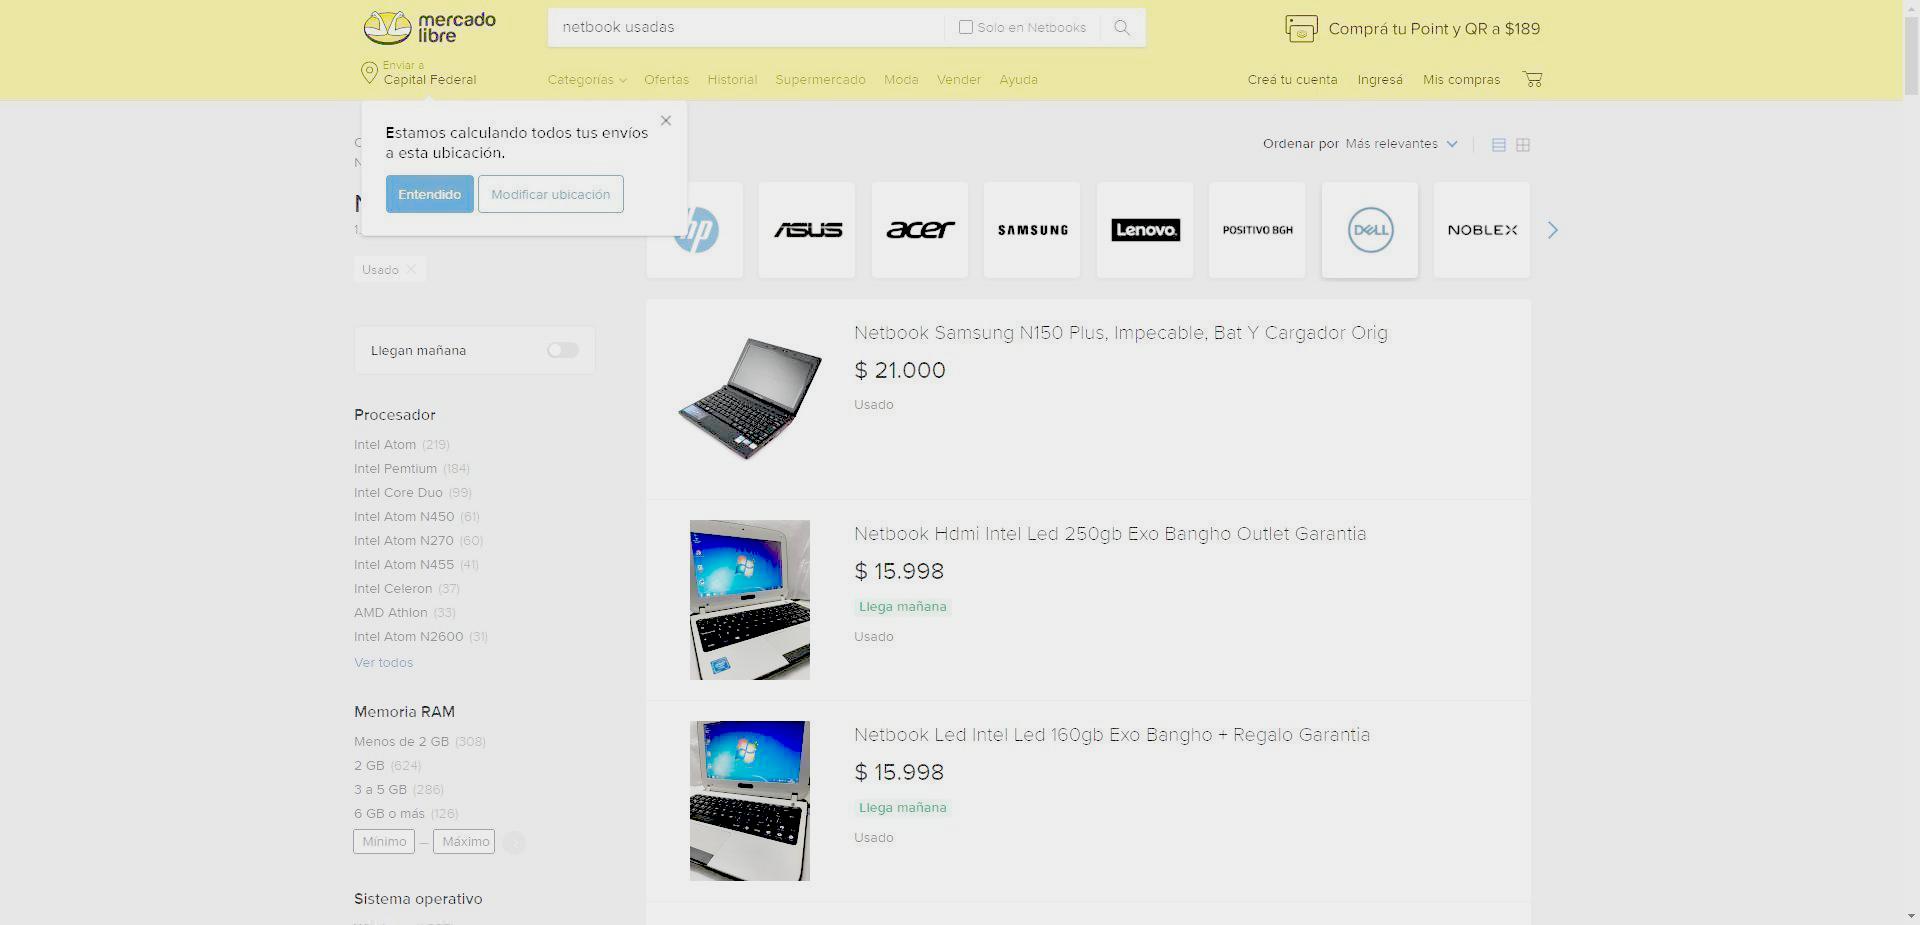 mercado
libre
netbook usadas
Solo en Netbooks
Comprá tu Point y QR a $189
Enviar a
Capital Federal
Categorías
Ofertas
Historial
Supermercado
Moda
Vender
Ayuda
Creá tu cuenta
Ingresá
Mis compras
Estamos calculando todos tus envíos
a esta ubicación.
Entendido
Modificar ubicación
Ordenar por Más relevantes
hp
ASUS
acer
SAMSUNG
Lenovo
POSITIVO BGH
DELL
NOBLEX
Usado
Llegan mañana
Procesador
Intel Atom (219)
Intel Pemtium (184)
Intel Core Duo (99)
Intel Atom N450 (61)
Intel Atom N270 (60)
Intel Atom N455 (41)
Intel Celeron (37)
AMD Athlon (33)
Intel Atom N2600 (31)
Ver todos
Memoria RAM
Menos de 2 GB (308)
2 GB (624)
3 a 5 GB (286)
6 GB o más (126)
Mínimo – Máximo
Sistema operativo
Netbook Samsung N150 Plus, Impecable, Bat Y Cargador Orig
$ 21.000
Usado
Netbook Hdmi Intel Led 250gb Exo Bangho Outlet Garantia
$ 15.998
Llega mañana
Usado
Netbook Led Intel Led 160gb Exo Bangho + Regalo Garantia
$ 15.998
Llega mañana
Usado